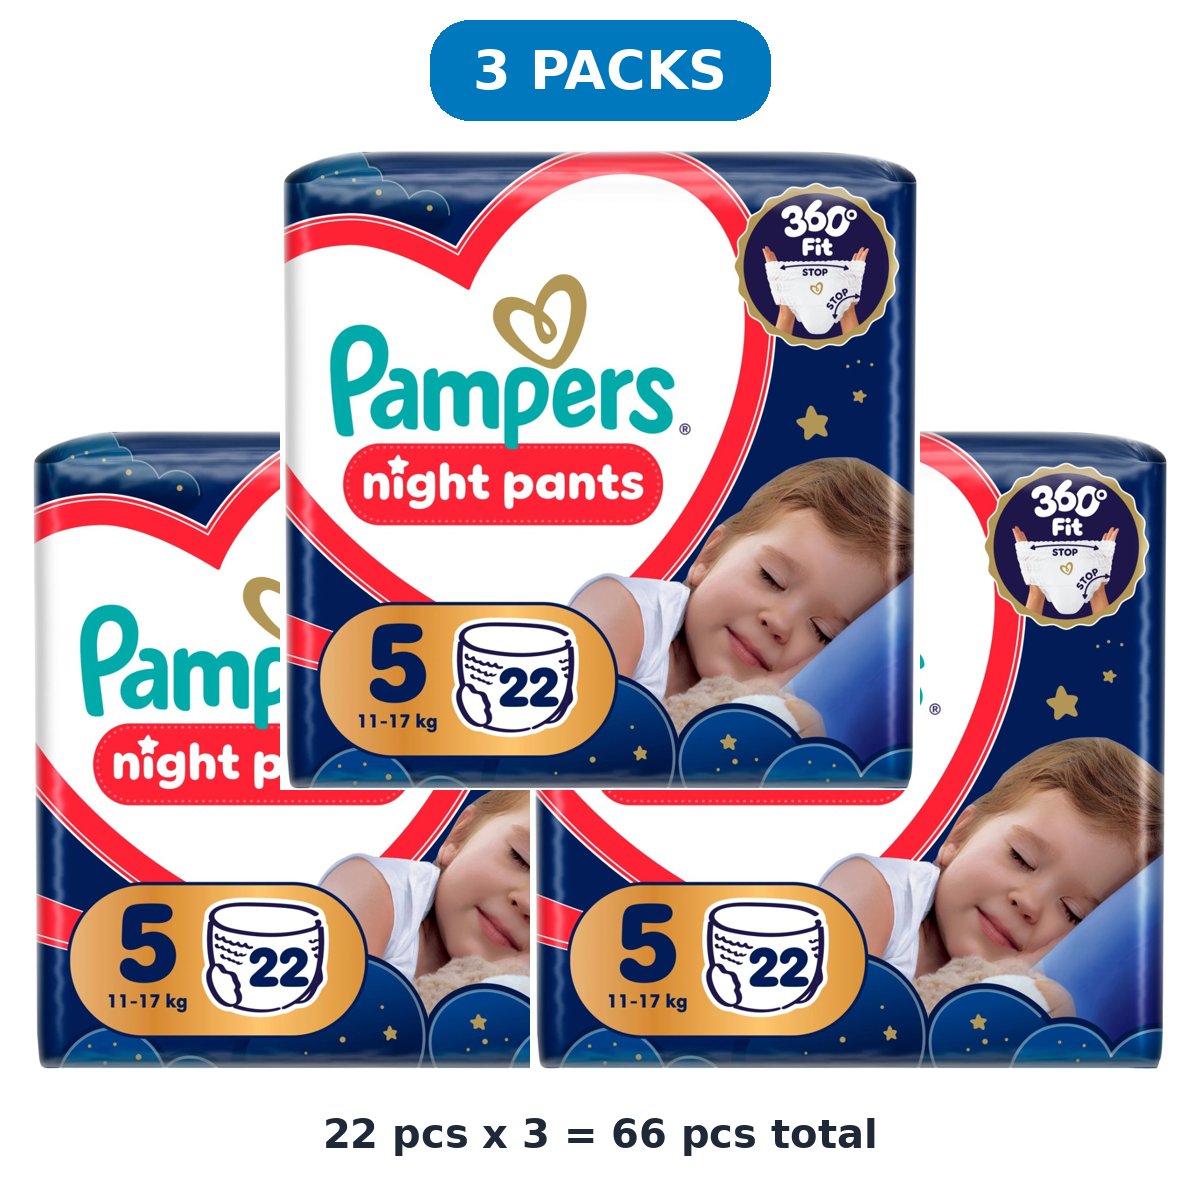 3 PACKS
360°
Fit
STOP
STOP
Pampers®
night pants
5
22
11-17 kg
Pamp
night p
5
22
11-17 kg
360°
Fit
STOP
STOP
®
5
22
11-17 kg
22 pcs x 3 = 66 pcs total